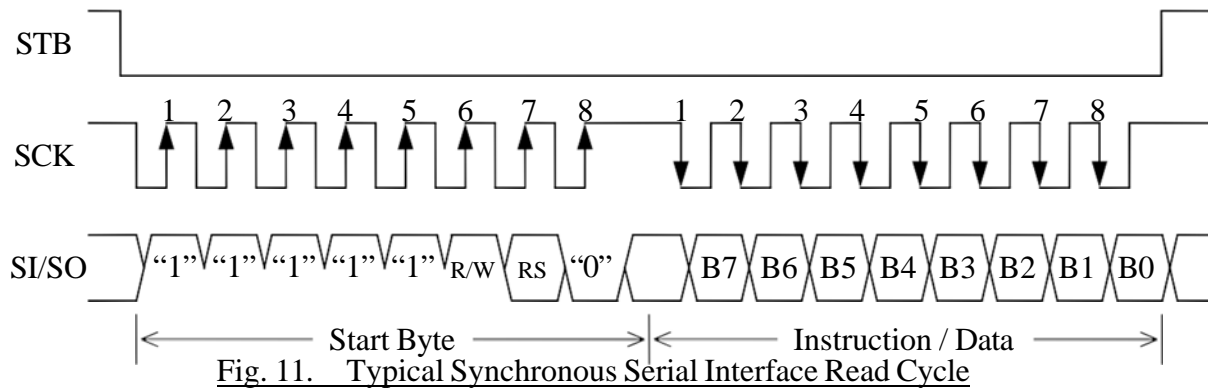 STB
1 2 3 4 5 6 7 8 1 2 3 4 5 6 7 8
SCK
SI/SO “1” “1” “1” “1” “1” R/W RS “0” B7 B6 B5 B4 B3 B2 B1 B0
Start Byte Instruction / Data
Fig. 11. Typical Synchronous Serial Interface Read Cycle